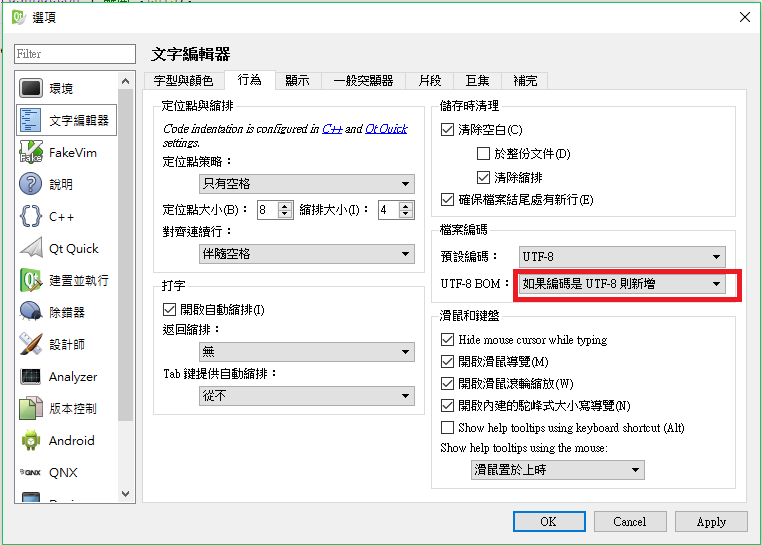 選項
Filter
環境
文字編輯器
FakeVim
說明
C++
Qt Quick
建置並執行
除錯器
設計師
Analyzer
版本控制
Android
QNX
文字編輯器
字型與顏色 行為 顯示 一般突顯器 片段 巨集 補完
定位點與縮排
Code indentation is configured in C++ and Qt Quick
settings.
定位點策略：
只有空格
定位點大小(B)： 8 縮排大小(I)： 4
對齊連續行：
伴隨空格
打字
開啟自動縮排(I)
返回縮排：
無
Tab 鍵提供自動縮排：
從不
儲存時清理
清除空白(C)
於整份文件(D)
清除縮排
確保檔案結尾處有新行(E)
檔案編碼
預設編碼： UTF-8
UTF-8 BOM： 如果編碼是 UTF-8 則新增
滑鼠和鍵盤
Hide mouse cursor while typing
開啟滑鼠導覽(M)
開啟滑鼠滾輪縮放(W)
開啟內建的駝峰式大小寫導覽(N)
Show help tooltips using keyboard shortcut (Alt)
Show help tooltips using the mouse:
滑鼠置於上時
OK Cancel Apply